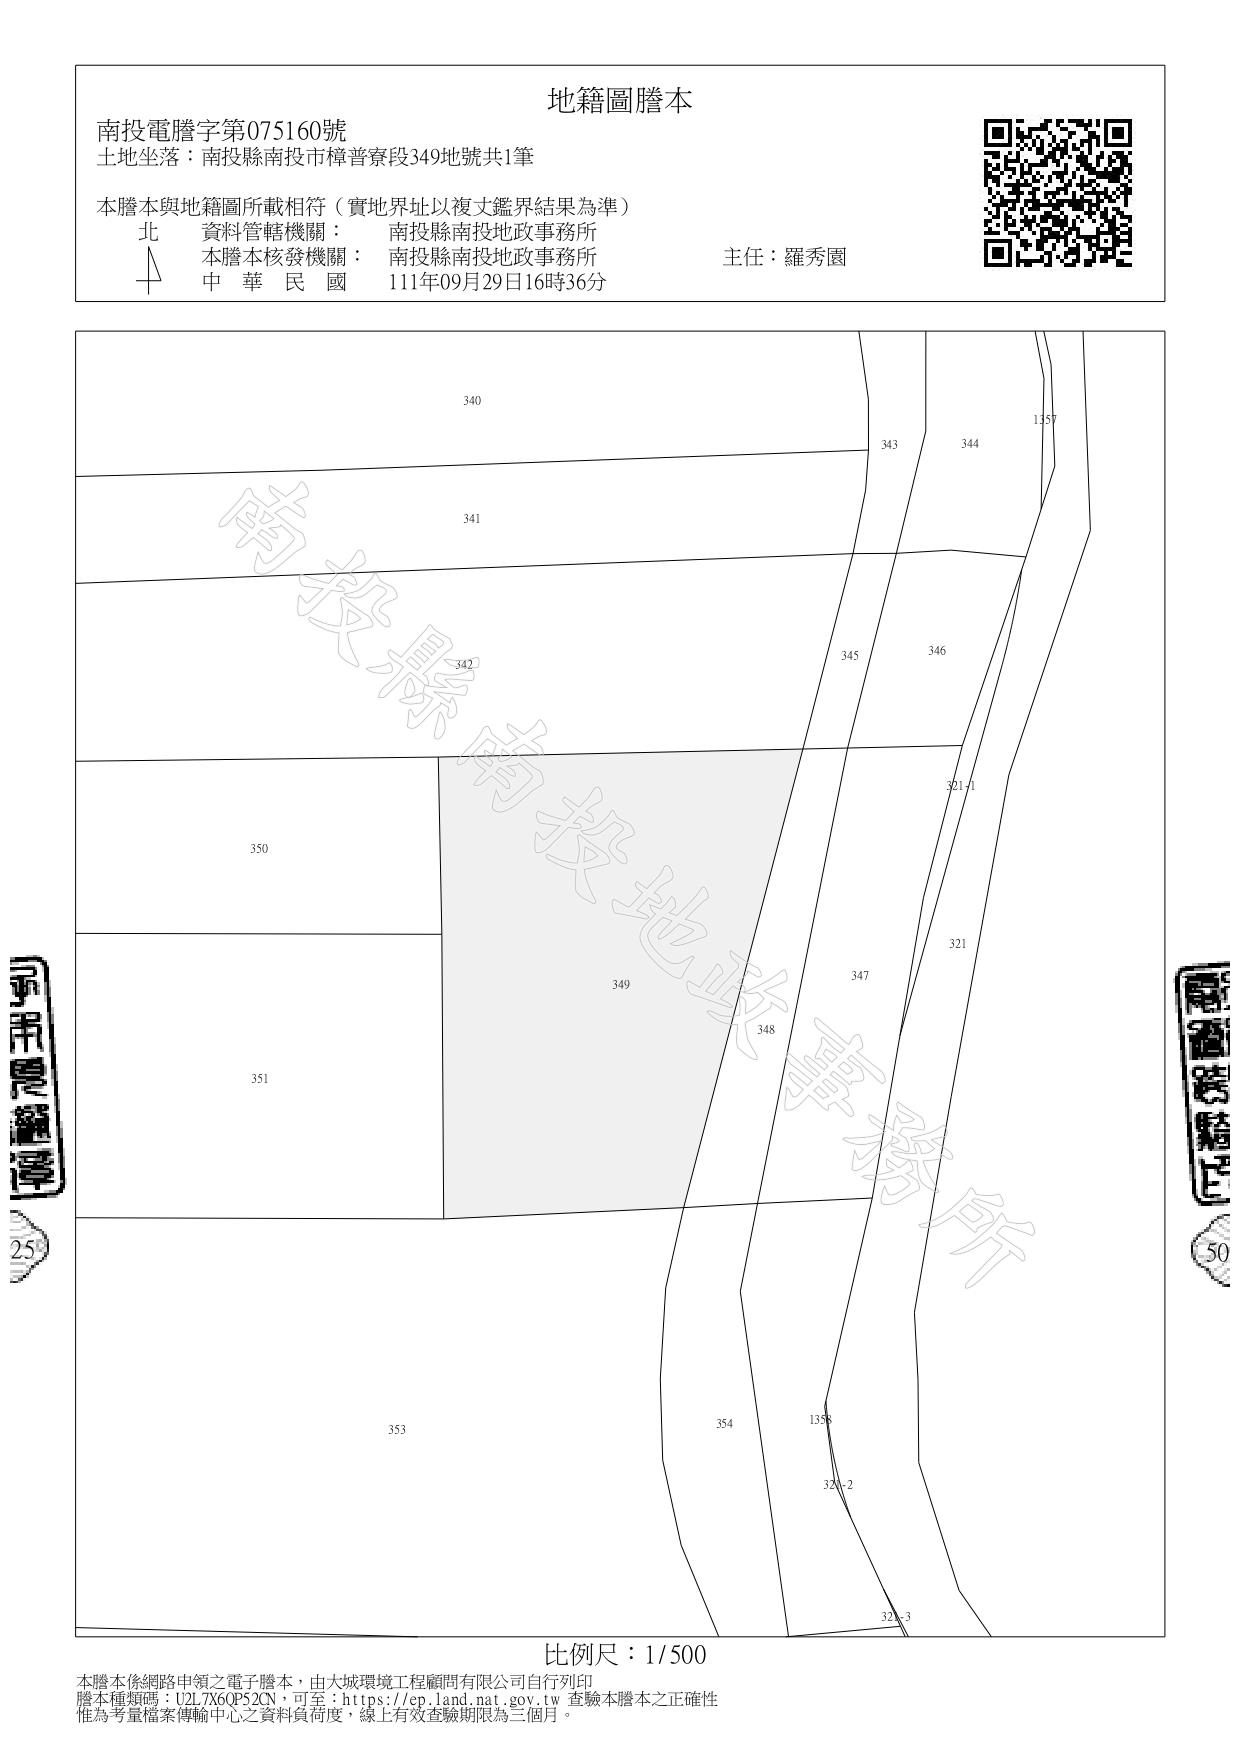 地籍圖謄本
南投電謄字第075160號
土地坐落：南投縣南投市樟普寮段349地號共1筆
本謄本與地籍圖所載相符（實地界址以複丈鑑界結果為準）
北 資料管轄機關： 南投縣南投地政事務所
本謄本核發機關： 南投縣南投地政事務所 主任：羅秀園
中 華 民 國 111年09月29日16時36分
340
1357
343
344
341
345
346
342
321-1
350
321
347
349
348
351
南投縣南投地政事務所
25
50
353
354
1358
321-2
321-3
比例尺：1/500
本謄本係網路申領之電子謄本，由大城環境工程顧問有限公司自行列印
謄本種類碼：U2L7X6QP52CN，可至：https://ep.land.nat.gov.tw 查驗本謄本之正確性
惟為考量檔案傳輸中心之資料負荷度，線上有效查驗期限為三個月。